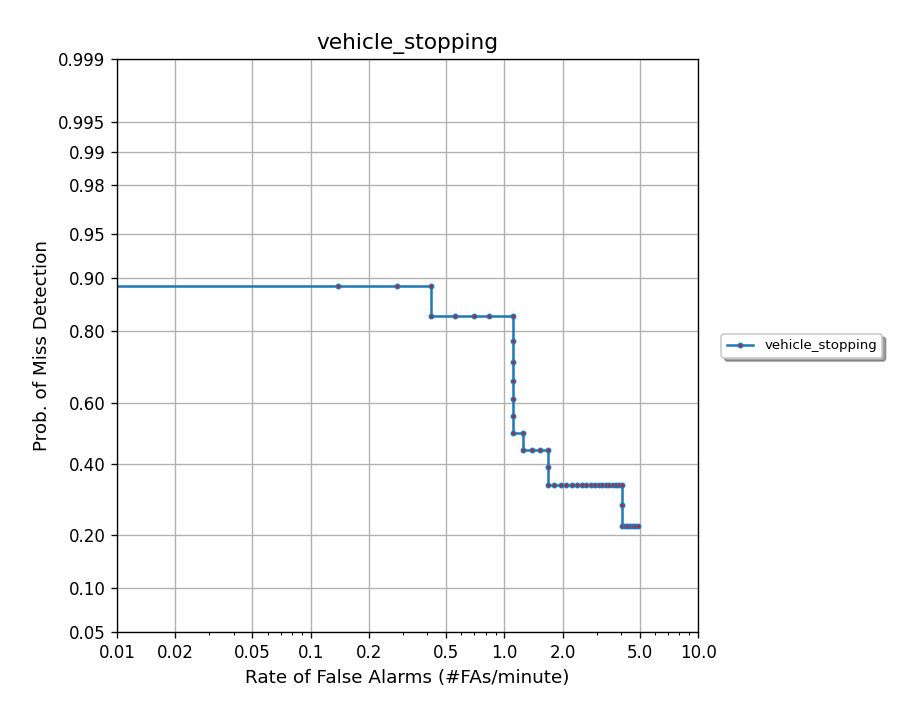 vehicle_stopping
0.999
0.995
0.99
0.98
0.95
0.90
0.80
0.60
0.40
0.20
0.10
0.05
Prob. of Miss Detection
0.01 0.02 0.05 0.1 0.2 0.5 1.0 2.0 5.0 10.0
Rate of False Alarms (#FAs/minute)
vehicle_stopping